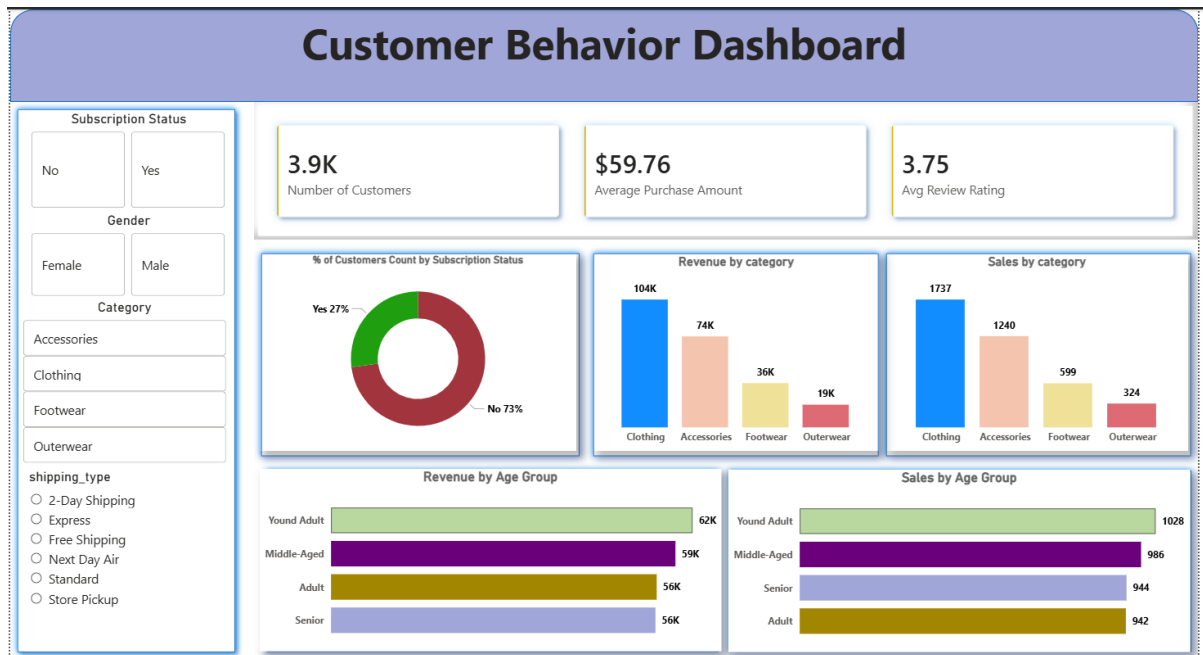 Customer Behavior Dashboard
Subscription Status
No
Yes
Gender
Female
Male
Category
Accessories
Clothing
Footwear
Outerwear
shipping_type
2-Day Shipping
Express
Free Shipping
Next Day Air
Standard
Store Pickup
3.9K
Number of Customers
$59.76
Average Purchase Amount
3.75
Avg Review Rating
% of Customers Count by Subscription Status
Yes 27%
No 73%
Revenue by category
104K
74K
36K
19K
Clothing Accessories Footwear Outerwear
Sales by category
1737
1240
599
324
Clothing Accessories Footwear Outerwear
Revenue by Age Group
Yound Adult 62K
Middle-Aged 59K
Adult 56K
Senior 56K
Sales by Age Group
Yound Adult 1028
Middle-Aged 986
Senior 944
Adult 942